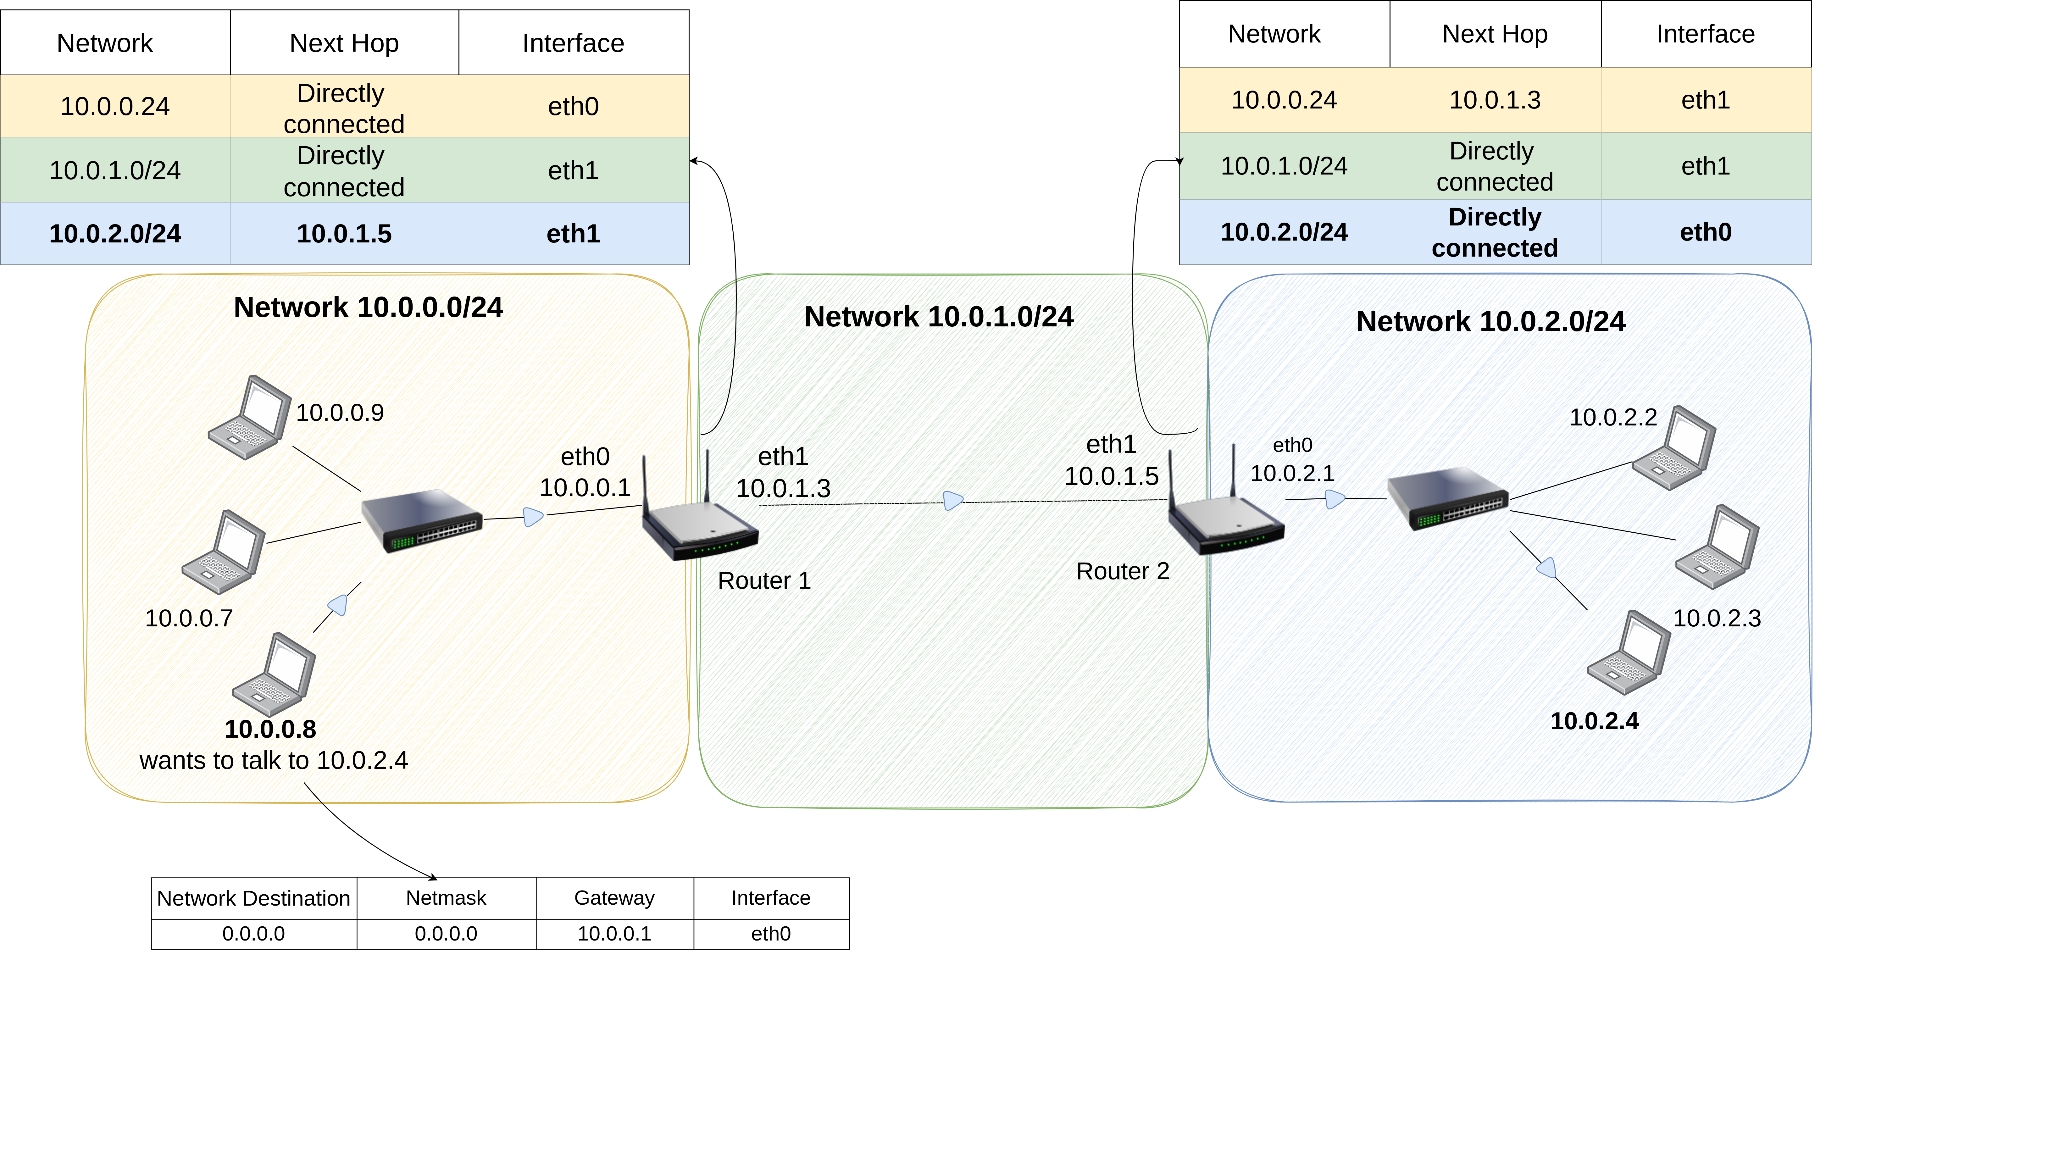 Network Next Hop Interface
10.0.0.24 Directly connected eth0
10.0.1.0/24 Directly connected eth1
10.0.2.0/24 10.0.1.5 eth1
Network Next Hop Interface
10.0.0.24 10.0.1.3 eth1
10.0.1.0/24 Directly connected eth1
10.0.2.0/24 Directly connected eth0
Network 10.0.0.0/24
Network 10.0.1.0/24
Network 10.0.2.0/24
10.0.0.9
10.0.0.7
10.0.0.8
wants to talk to 10.0.2.4
eth0
10.0.0.1
eth1
10.0.1.3
Router 1
eth1
10.0.1.5
Router 2
eth0
10.0.2.1
10.0.2.2
10.0.2.3
10.0.2.4
Network Destination Netmask Gateway Interface
0.0.0.0 0.0.0.0 10.0.0.1 eth0